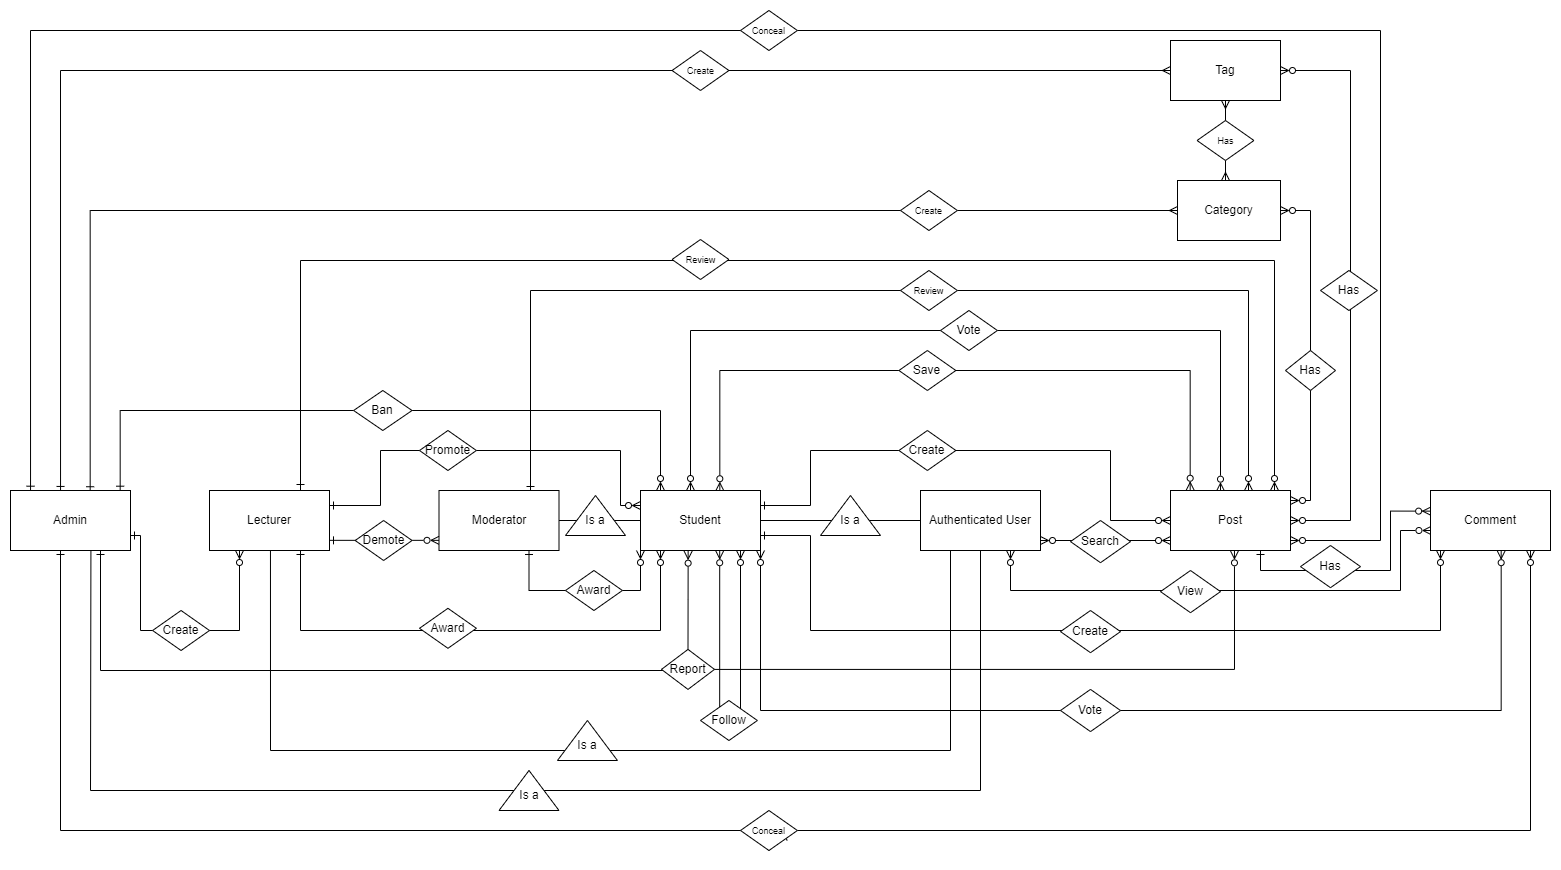 Conceal
Create
Tag
Has
Create
Category
Review
Review
Has
Vote
Save
Has
Ban
Promote
Create
Admin
Lecturer
Moderator
Is a
Student
Is a
Authenticated User
Post
Comment
Demote
Search
Has
Award
View
Create
Award
Create
Report
Follow
Vote
Is a
Is a
Conceal